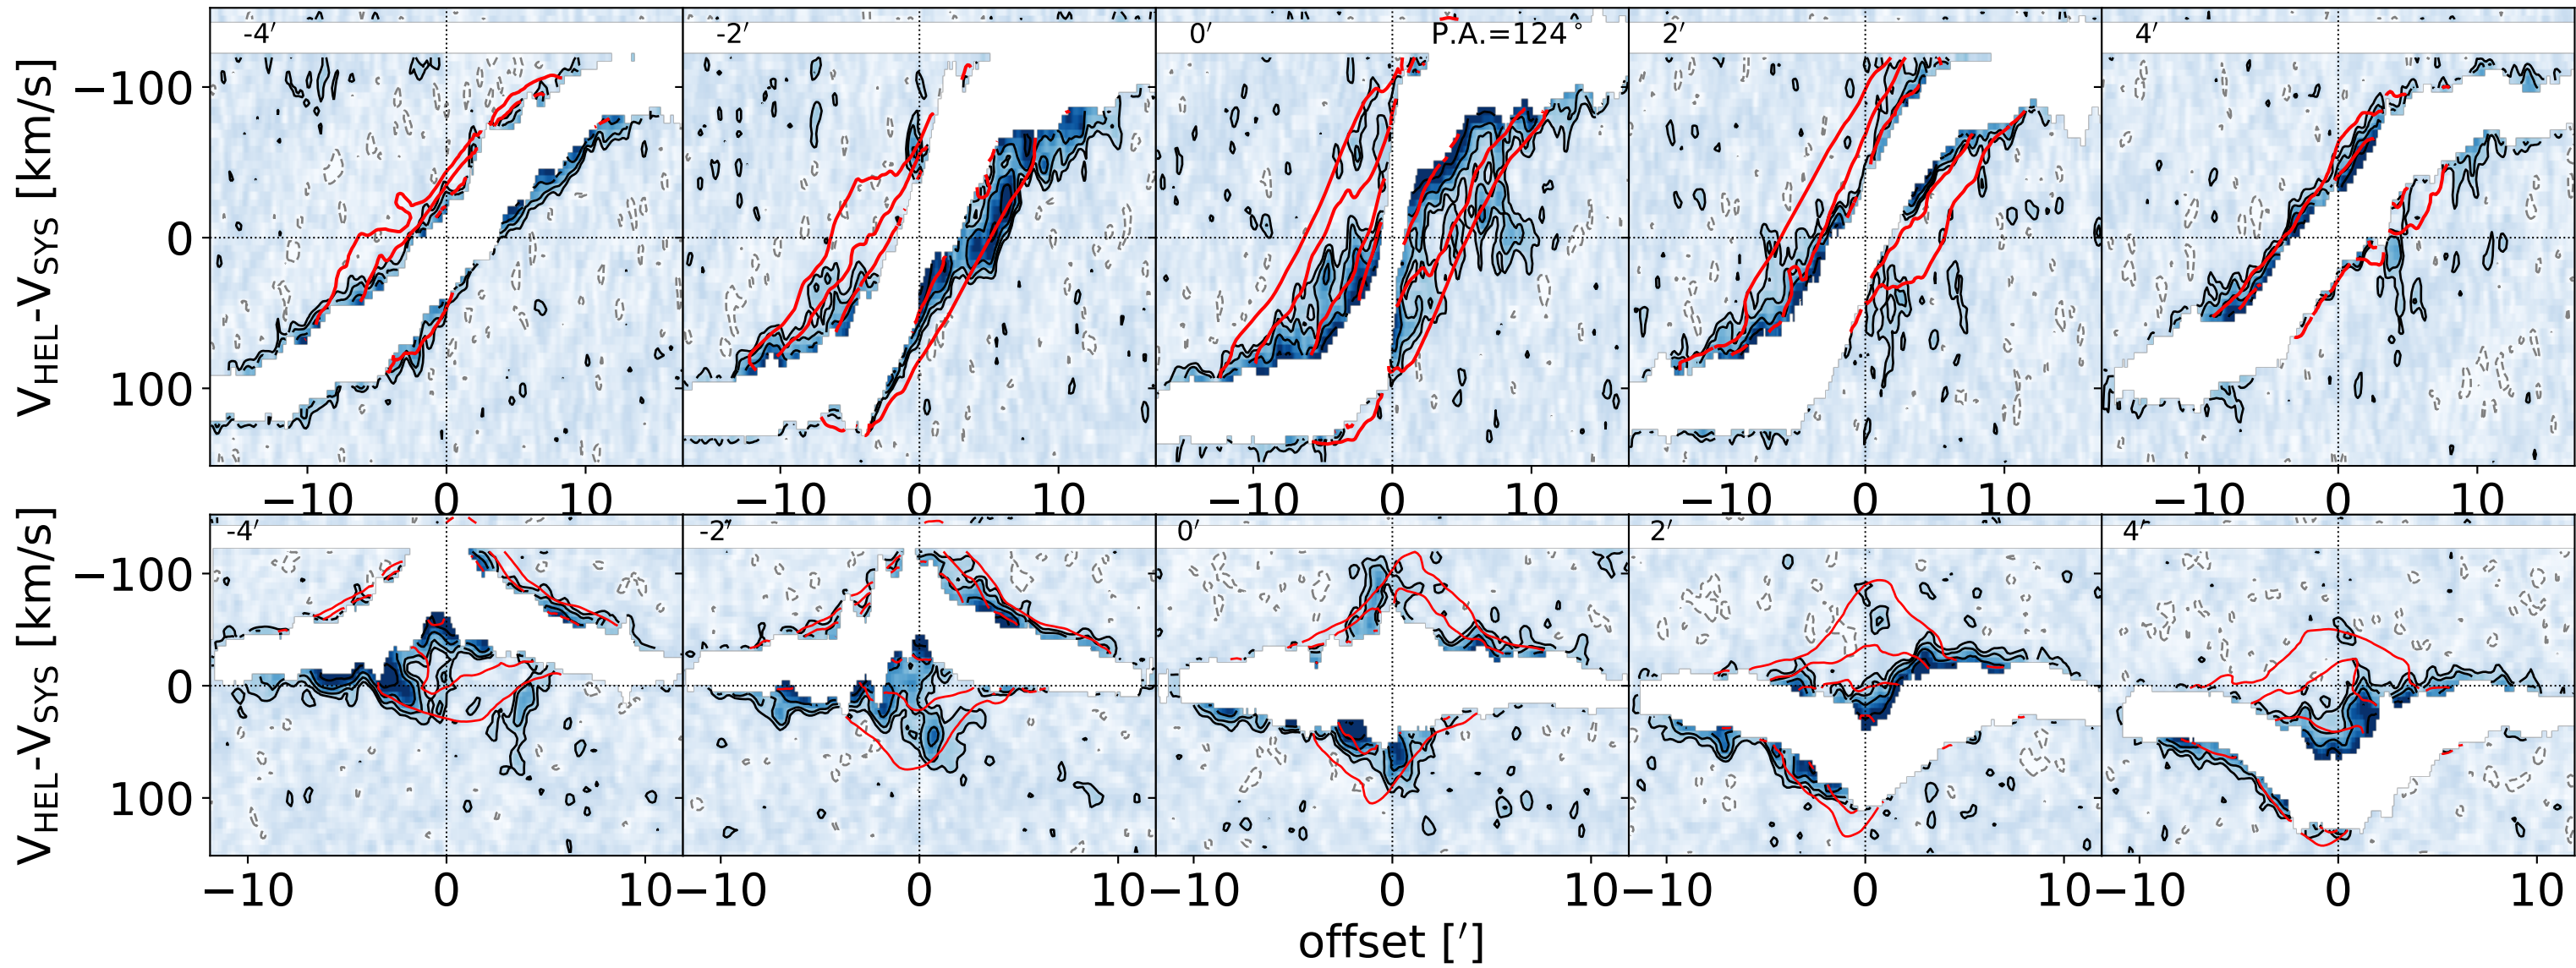 -4′ -2′ 0′ P.A.=124° 2′ 4′
V_HEL-V_SYS [km/s]
−100
0
100
−10 0 10 −10 0 10 −10 0 10 −10 0 10 −10 0 10
-4′ -2′ 0′ 2′ 4′
V_HEL-V_SYS [km/s]
−100
0
100
−10 0 10 −10 0 10 −10 0 10 −10 0 10 −10 0 10
offset [′]